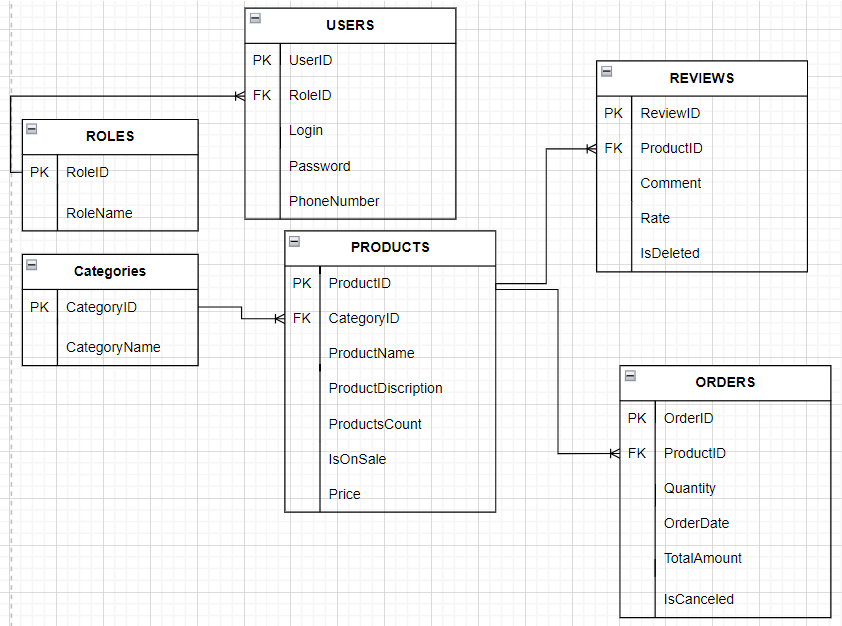 USERS
PK UserID
FK RoleID
Login
Password
PhoneNumber
ROLES
PK RoleID
RoleName
Categories
PK CategoryID
CategoryName
PRODUCTS
PK ProductID
FK CategoryID
ProductName
ProductDiscription
ProductsCount
IsOnSale
Price
REVIEWS
PK ReviewID
FK ProductID
Comment
Rate
IsDeleted
ORDERS
PK OrderID
FK ProductID
Quantity
OrderDate
TotalAmount
IsCanceled